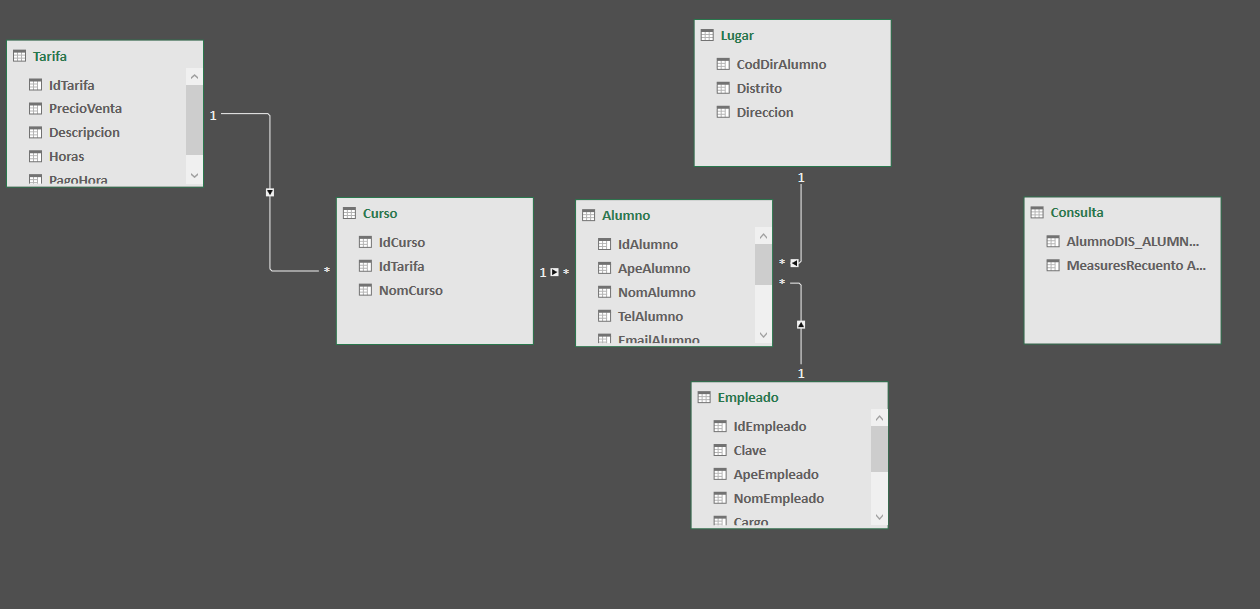 Tarifa
IdTarifa
PrecioVenta
Descripcion
Horas
PagoHora
1
*
Curso
IdCurso
IdTarifa
NomCurso
1
*
Alumno
IdAlumno
ApeAlumno
NomAlumno
TelAlumno
EmailAlumno
Lugar
CodDirAlumno
Distrito
Direccion
1
*
*
1
Empleado
IdEmpleado
Clave
ApeEmpleado
NomEmpleado
Cargo
Consulta
AlumnoDIS_ALUMN...
MeasuresRecuento A...